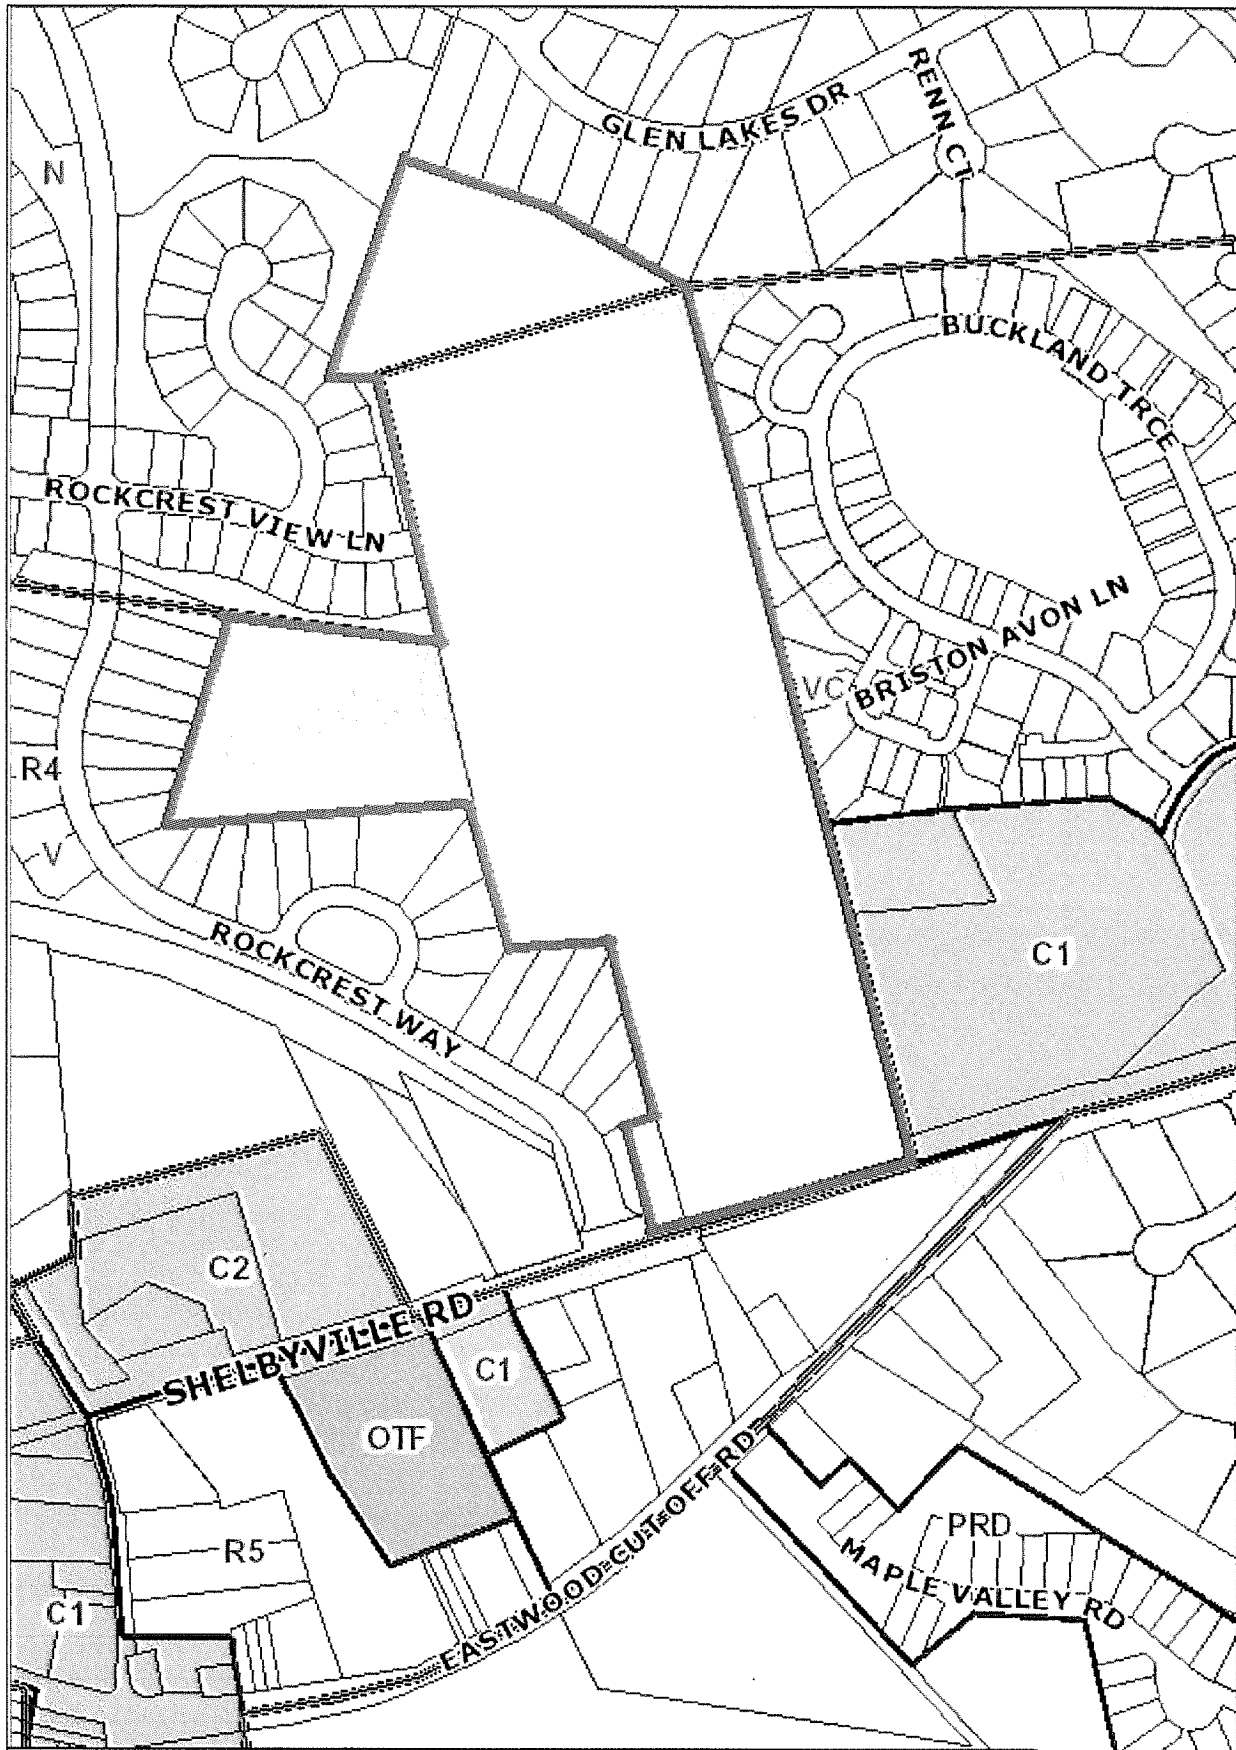 GLEN LAKES DR
RENN CT
N
BUCKLAND TRCE
ROCKCREST VIEW LN
BRISTON AVON LN
VC
R4
V
ROCKCREST WAY
C1
C2
SHELBYVILLE RD
C1
OTF
EASTWOOD CUT OFF RD
PRD
R5
MAPLE VALLEY RD
C1